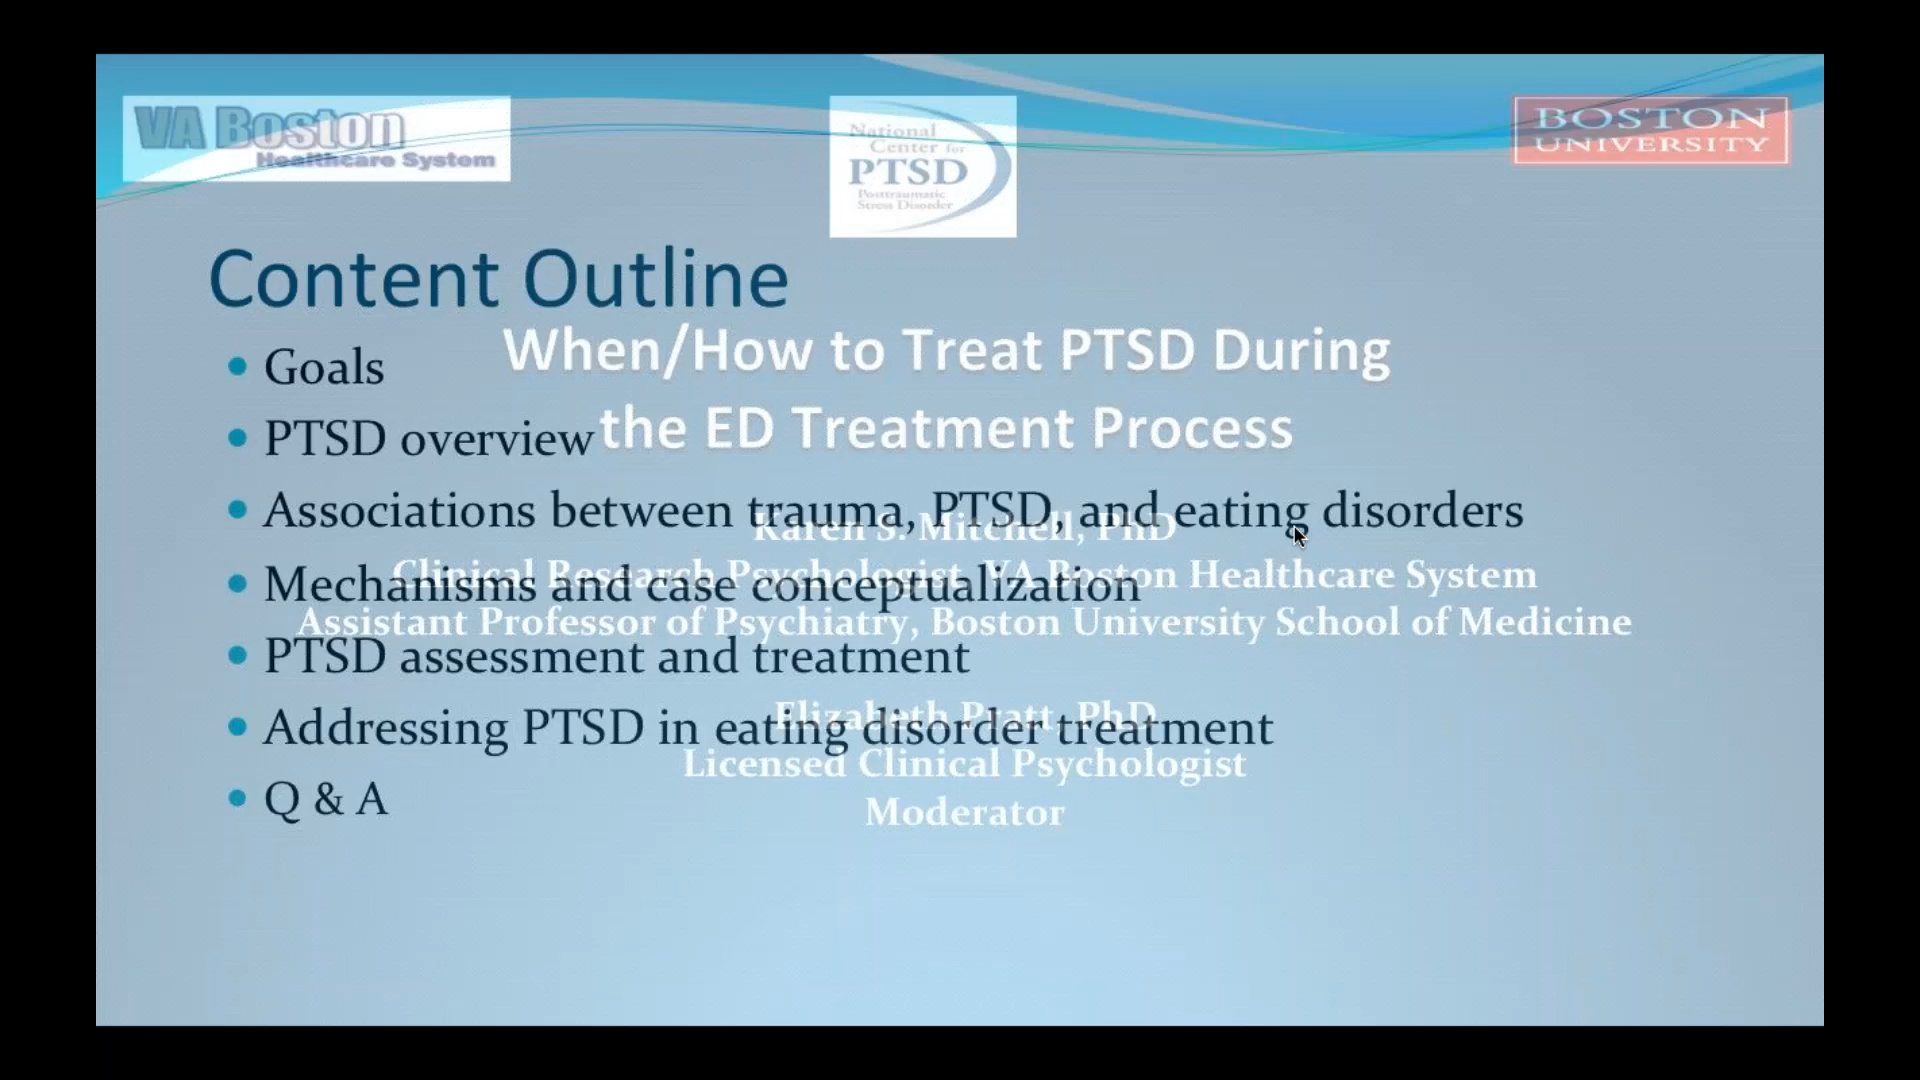 VA Boston
Healthcare System
National
Center for
PTSD
Posttraumatic
Stress Disorder
BOSTON
UNIVERSITY
Content Outline
When/How to Treat PTSD During
the ED Treatment Process
• Goals
• PTSD overview
• Associations between trauma, PTSD, and eating disorders
• Mechanisms and case conceptualization
• PTSD assessment and treatment
• Addressing PTSD in eating disorder treatment
• Q & A
Karen S. Mitchell, PhD
Clinical Research Psychologist, VA Boston Healthcare System
Assistant Professor of Psychiatry, Boston University School of Medicine
Elizabeth Pratt, PhD
Licensed Clinical Psychologist
Moderator